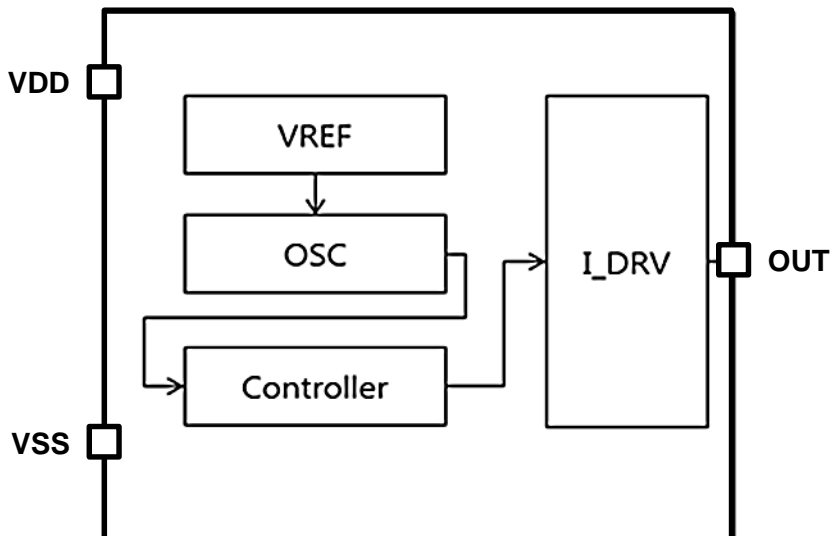 VDD
VREF
OSC
I_DRV
OUT
Controller
VSS